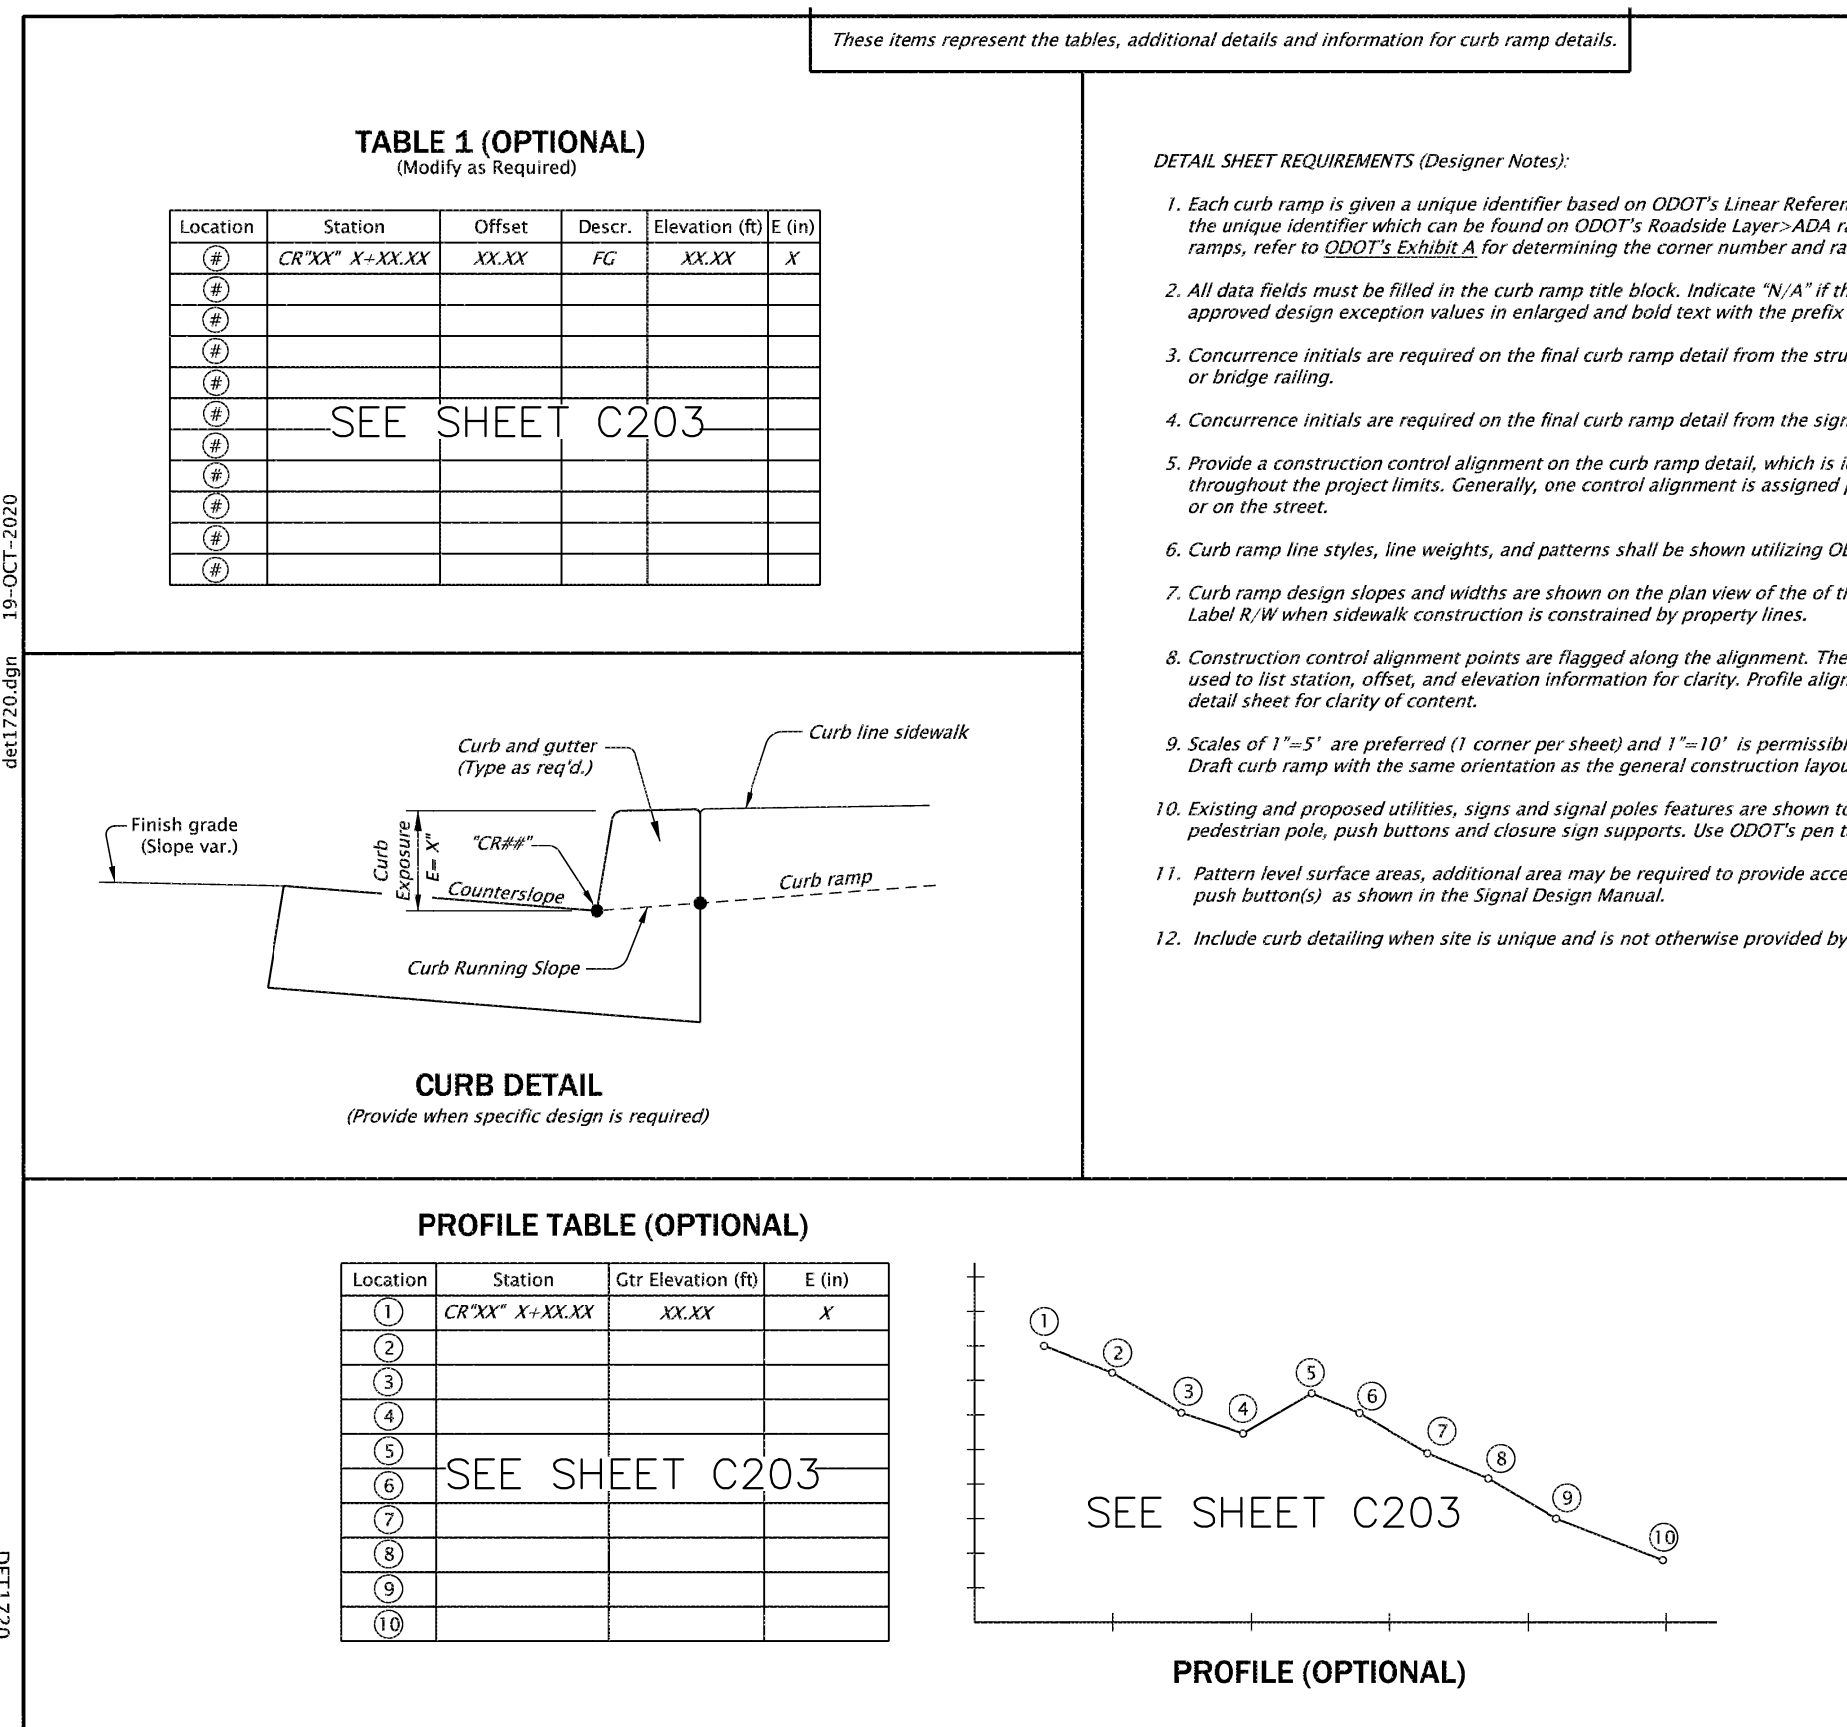 These items represent the tables, additional details and information for curb ramp details.
TABLE 1 (OPTIONAL)
(Modify as Required)
Location Station Offset Descr. Elevation (ft) E (in)
# CR"XX" X+XX.XX XX.XX FG XX.XX X
#
#
#
#
#
#
#
#
#
#
SEE SHEET C203
DETAIL SHEET REQUIREMENTS (Designer Notes):
1. Each curb ramp is given a unique identifier based on ODOT's Linear
the unique identifier which can be found on ODOT's Roadside Layer>ADA
ramps, refer to ODOT's Exhibit A for determining the corner number and
2. All data fields must be filled in the curb ramp title block. Indicate "N/A" if
approved design exception values in enlarged and bold text with the prefix
3. Concurrence initials are required on the final curb ramp detail from the
or bridge railing.
4. Concurrence initials are required on the final curb ramp detail from the
5. Provide a construction control alignment on the curb ramp detail, which is
throughout the project limits. Generally, one control alignment is assigned
or on the street.
6. Curb ramp line styles, line weights, and patterns shall be shown utilizing
7. Curb ramp design slopes and widths are shown on the plan view of the of
Label R/W when sidewalk construction is constrained by property lines.
8. Construction control alignment points are flagged along the alignment. The
used to list station, offset, and elevation information for clarity. Profile
detail sheet for clarity of content.
9. Scales of 1"=5' are preferred (1 corner per sheet) and 1"=10' is
Draft curb ramp with the same orientation as the general construction
10. Existing and proposed utilities, signs and signal poles features are shown
pedestrian pole, push buttons and closure sign supports. Use ODOT's pen
11. Pattern level surface areas, additional area may be required to provide
push button(s) as shown in the Signal Design Manual.
12. Include curb detailing when site is unique and is not otherwise provided by
det1720.dgn 19-OCT-2020
Curb line sidewalk
Curb and gutter
(Type as req'd.)
Finish grade
(Slope var.)
Curb
Exposure
E= X"
"CR##"
Counterslope
Curb ramp
Curb Running Slope
CURB DETAIL
(Provide when specific design is required)
PROFILE TABLE (OPTIONAL)
Location Station Gtr Elevation (ft) E (in)
1 CR"XX" X+XX.XX XX.XX X
2
3
4
5
6
7
8
9
10
SEE SHEET C203
1
2
3
4
5
6
7
8
9
10
SEE SHEET C203
PROFILE (OPTIONAL)